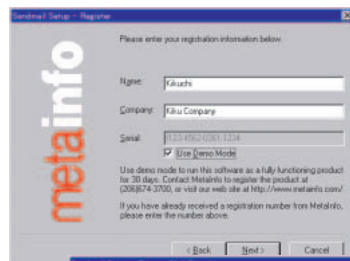 Sendmail Setup - Register
metainfo
Please enter your registration information below.
Name:
Kikuchi
Company:
Kiku Company
Serial:
Use Demo Mode
Use demo mode to run this software as a fully functioning product
for 30 days. Contact MetaInfo to register the product at
(206)674-3700, or visit our web site at http://www.metainfo.com/
If you have already received a registration number from MetaInfo,
please enter the number above.
< Back
Next >
Cancel